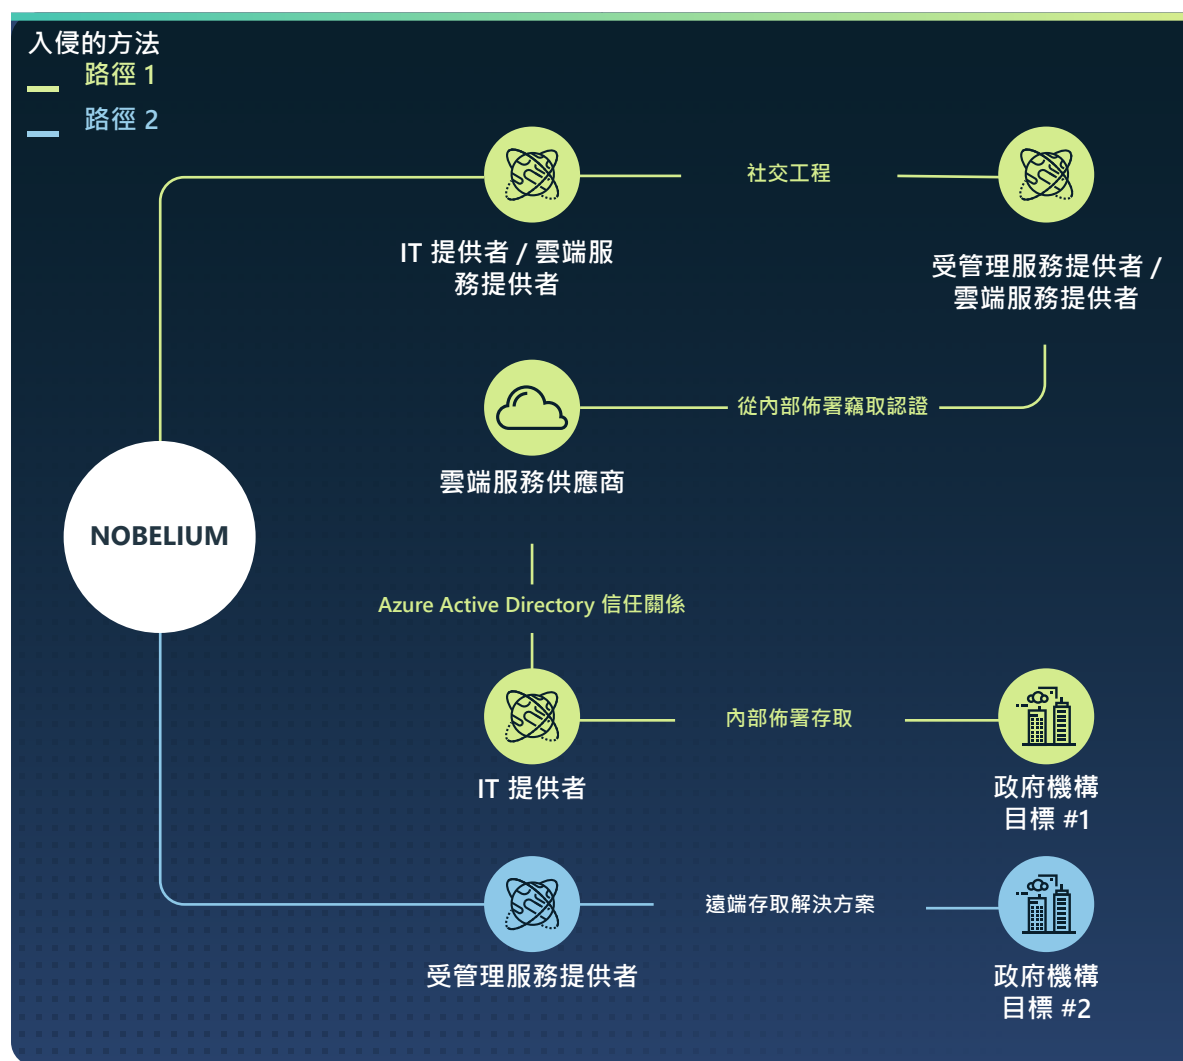 入侵的方法
路徑 1
路徑 2
社交工程
IT 提供者 / 雲端服
務提供者
受管理服務提供者 /
雲端服務提供者
從內部佈署竊取認證
雲端服務供應商
NOBELIUM
Azure Active Directory 信任關係
內部佈署存取
IT 提供者
政府機構
目標 #1
遠端存取解決方案
受管理服務提供者
政府機構
目標 #2